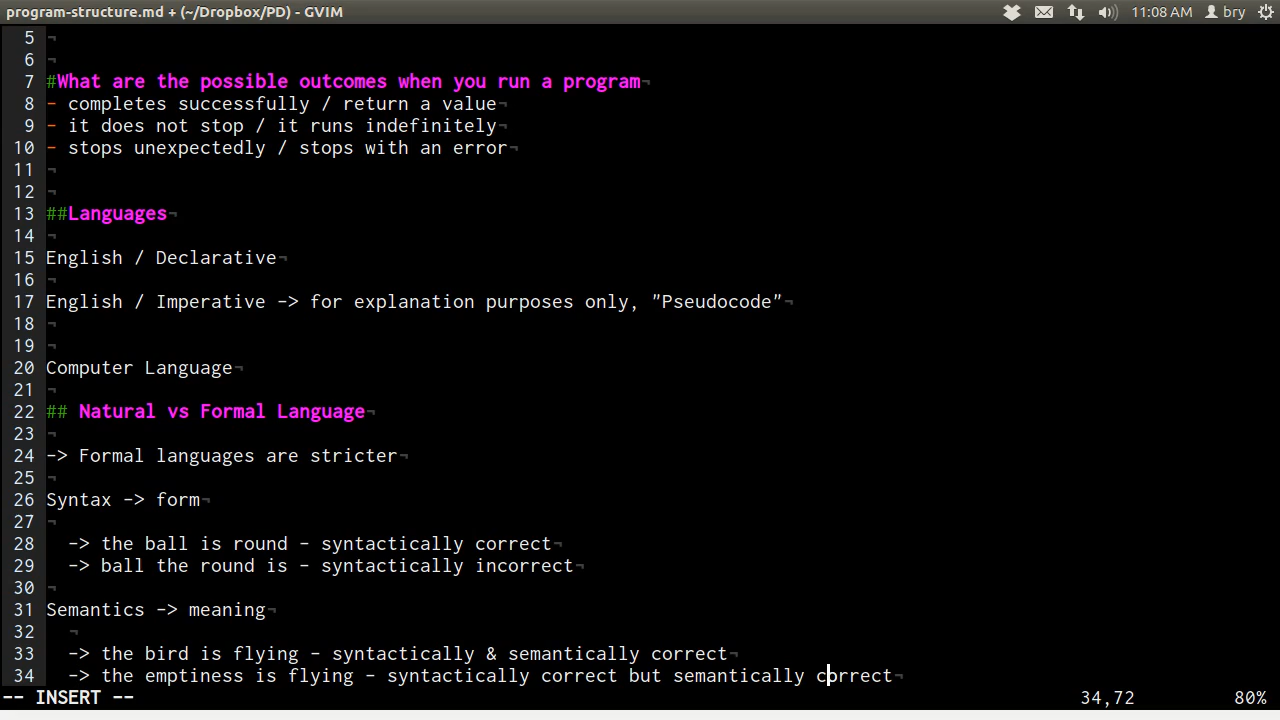 program-structure.md + (~/Dropbox/PD) - GVIM
11:08 AM bry
5 ¬
6 ¬
7 #What are the possible outcomes when you run a program¬
8 - completes successfully / return a value¬
9 - it does not stop / it runs indefinitely¬
10 - stops unexpectedly / stops with an error¬
11 ¬
12 ¬
13 ##Languages¬
14 ¬
15 English / Declarative¬
16 ¬
17 English / Imperative -> for explanation purposes only, "Pseudocode"¬
18 ¬
19 ¬
20 Computer Language¬
21 ¬
22 ## Natural vs Formal Language¬
23 ¬
24 -> Formal languages are stricter¬
25 ¬
26 Syntax -> form¬
27 ¬
28   -> the ball is round - syntactically correct¬
29   -> ball the round is - syntactically incorrect¬
30 ¬
31 Semantics -> meaning¬
32   ¬
33   -> the bird is flying - syntactically & semantically correct¬
34   -> the emptiness is flying - syntactically correct but semantically correct¬
-- INSERT -- 34,72 80%